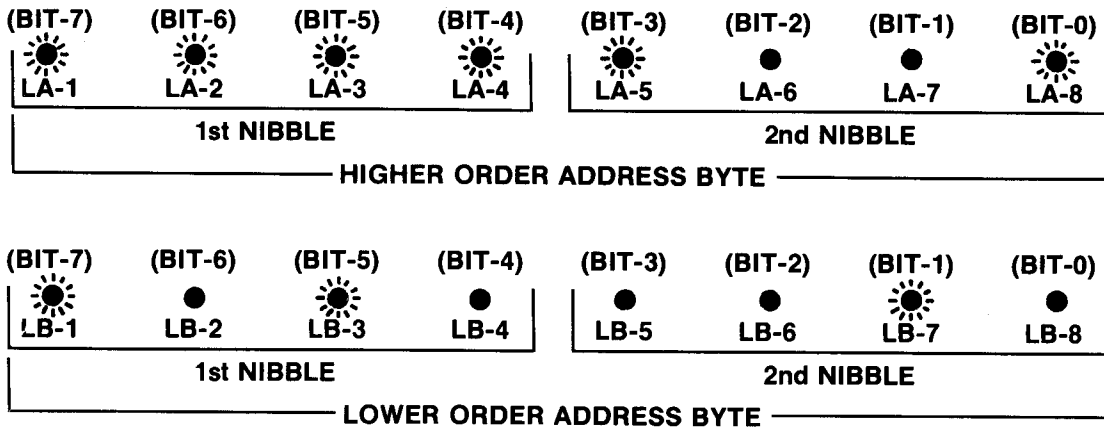 (BIT-7) (BIT-6) (BIT-5) (BIT-4) (BIT-3) (BIT-2) (BIT-1) (BIT-0)
LA-1 LA-2 LA-3 LA-4 LA-5 LA-6 LA-7 LA-8
1st NIBBLE 2nd NIBBLE
HIGHER ORDER ADDRESS BYTE
(BIT-7) (BIT-6) (BIT-5) (BIT-4) (BIT-3) (BIT-2) (BIT-1) (BIT-0)
LB-1 LB-2 LB-3 LB-4 LB-5 LB-6 LB-7 LB-8
1st NIBBLE 2nd NIBBLE
LOWER ORDER ADDRESS BYTE